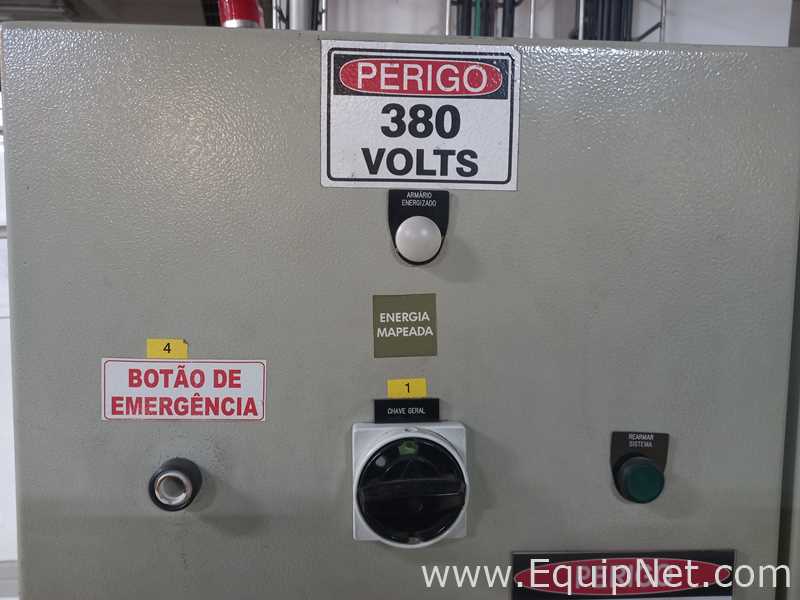 PERIGO
380
VOLTS
ARMÁRIO
ENERGIZADO
ENERGIA
MAPEADA
4
BOTÃO DE
EMERGÊNCIA
1
CHAVE GERAL
REARMAR
SISTEMA
PERIGO
www.EquipNet.com